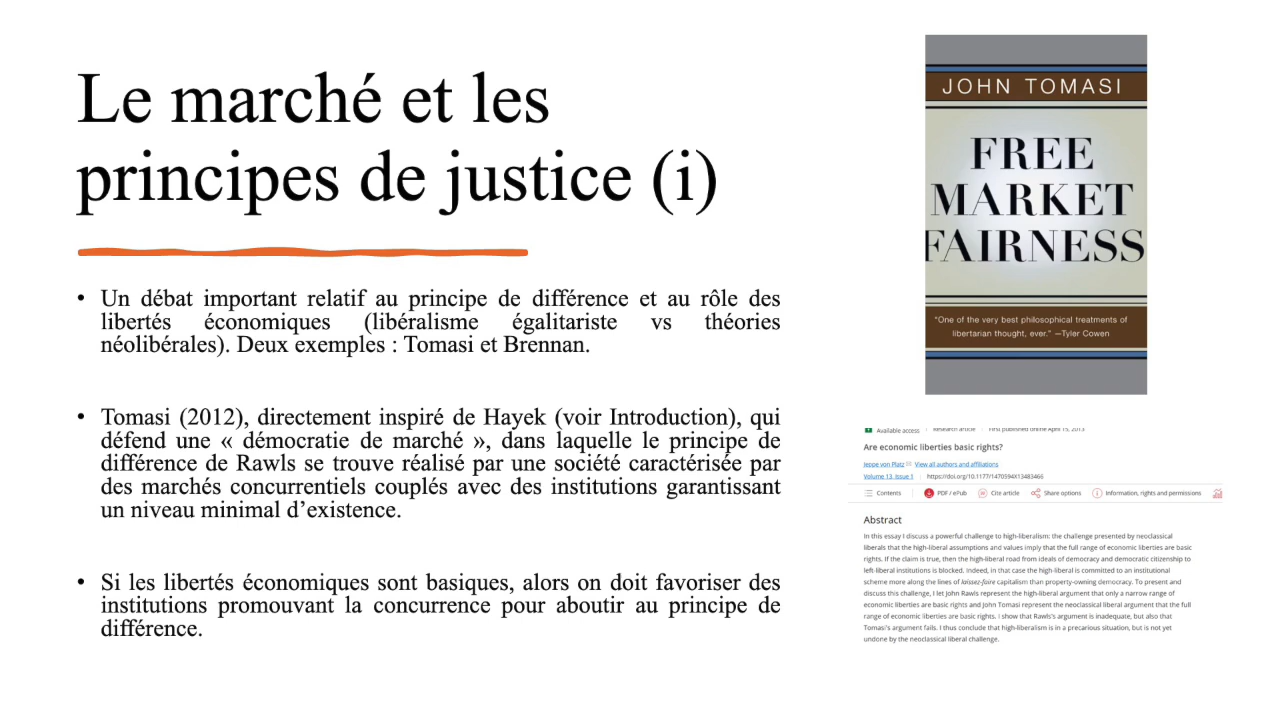 Le marché et les
principes de justice (i)
• Un débat important relatif au principe de différence et au rôle des
libertés économiques (libéralisme égalitariste vs théories
néolibérales). Deux exemples : Tomasi et Brennan.
• Tomasi (2012), directement inspiré de Hayek (voir Introduction), qui
défend une « démocratie de marché », dans laquelle le principe de
différence de Rawls se trouve réalisé par une société caractérisée par
des marchés concurrentiels couplés avec des institutions garantissant
un niveau minimal d’existence.
• Si les libertés économiques sont basiques, alors on doit favoriser des
institutions promouvant la concurrence pour aboutir au principe de
différence.
JOHN TOMASI
FREE
MARKET
FAIRNESS
“One of the very best philosophical treatments of
libertarian thought, ever.” —Tyler Cowen
Available access | Research article | First published online April 15, 2013
Are economic liberties basic rights?
Jeppe von Platz View all authors and affiliations
Volume 13, Issue 1 | https://doi.org/10.1177/1470594X13483466
Contents PDF / ePub Cite article Share options Information, rights and permissions
Abstract
In this essay I discuss a powerful challenge to high-liberalism: the challenge presented by neoclassical
liberals that the high-liberal assumptions and values imply that the full range of economic liberties are basic
rights. If the claim is true, then the high-liberal road from ideals of democracy and democratic citizenship to
left-liberal institutions is blocked. Indeed, in that case the high-liberal is committed to an institutional
scheme more along the lines of laissez-faire capitalism than property-owning democracy. To present and
discuss this challenge, I let John Rawls represent the high-liberal argument that only a narrow range of
economic liberties are basic rights and John Tomasi represent the neoclassical liberal argument that the full
range of economic liberties are basic rights. I show that Rawls's argument is inadequate, but also that
Tomasi's argument fails. I thus conclude that high-liberalism is in a precarious situation, but is not yet
undone by the neoclassical liberal challenge.